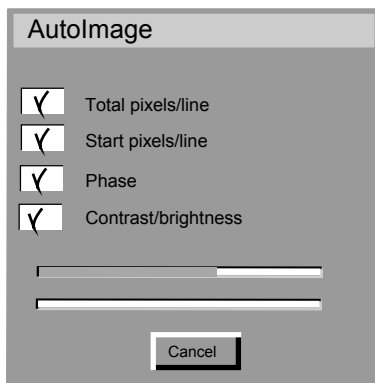 AutoImage
Total pixels/line
Start pixels/line
Phase
Contrast/brightness
Cancel